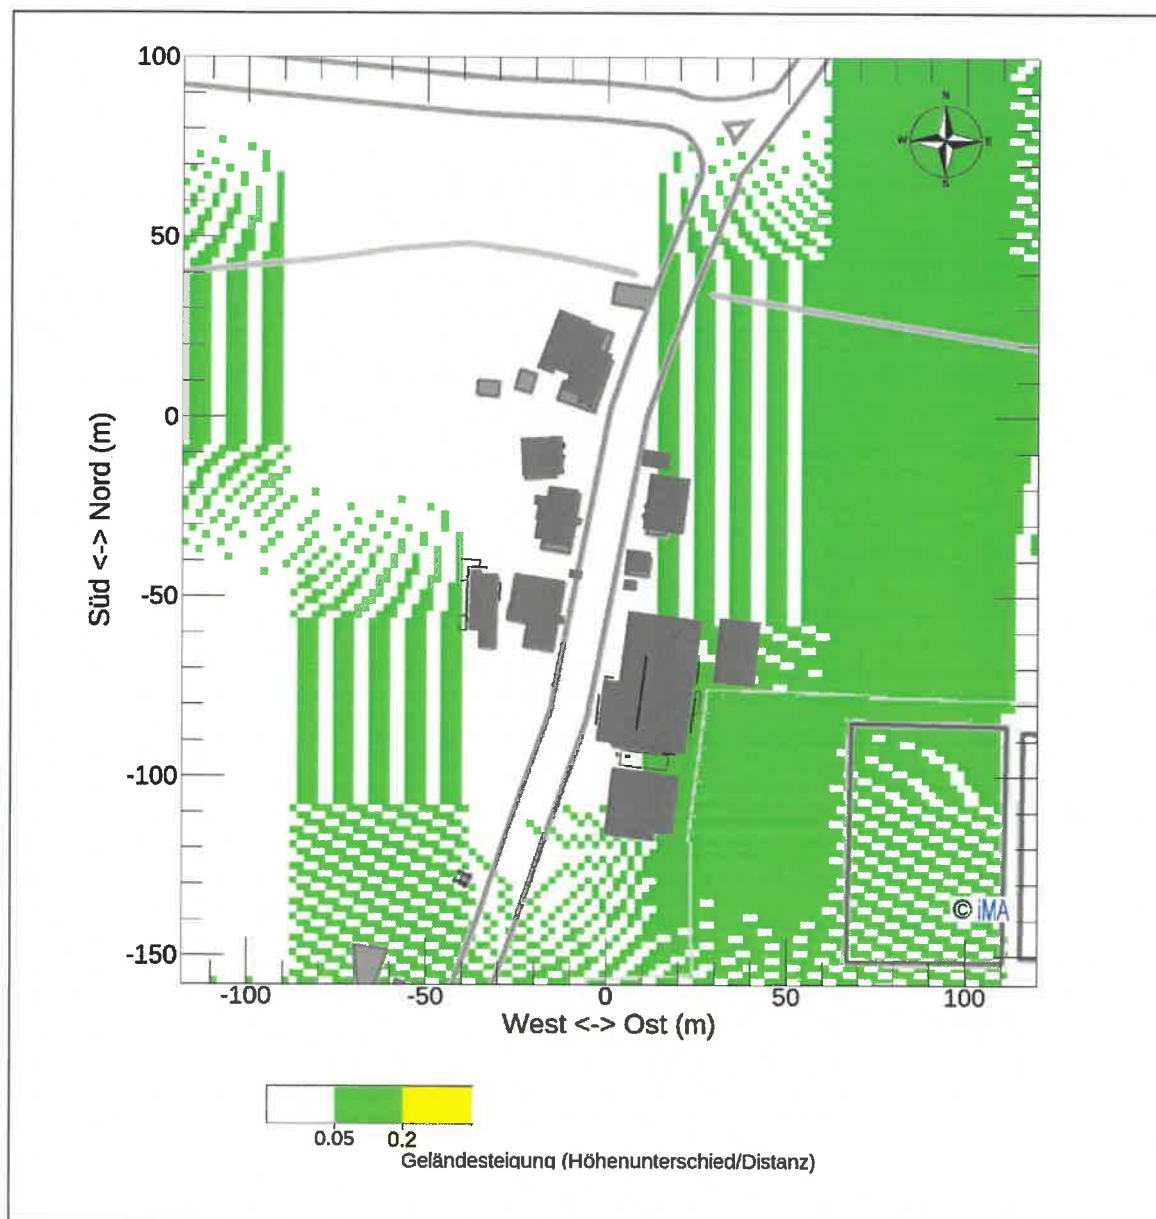 100
50
0
-50
-100
-150
Süd <-> Nord (m)
N
W E
S
© iMA
-100 -50 0 50 100
West <-> Ost (m)
0.05 0.2
Geländesteigung (Höhenunterschied/Distanz)